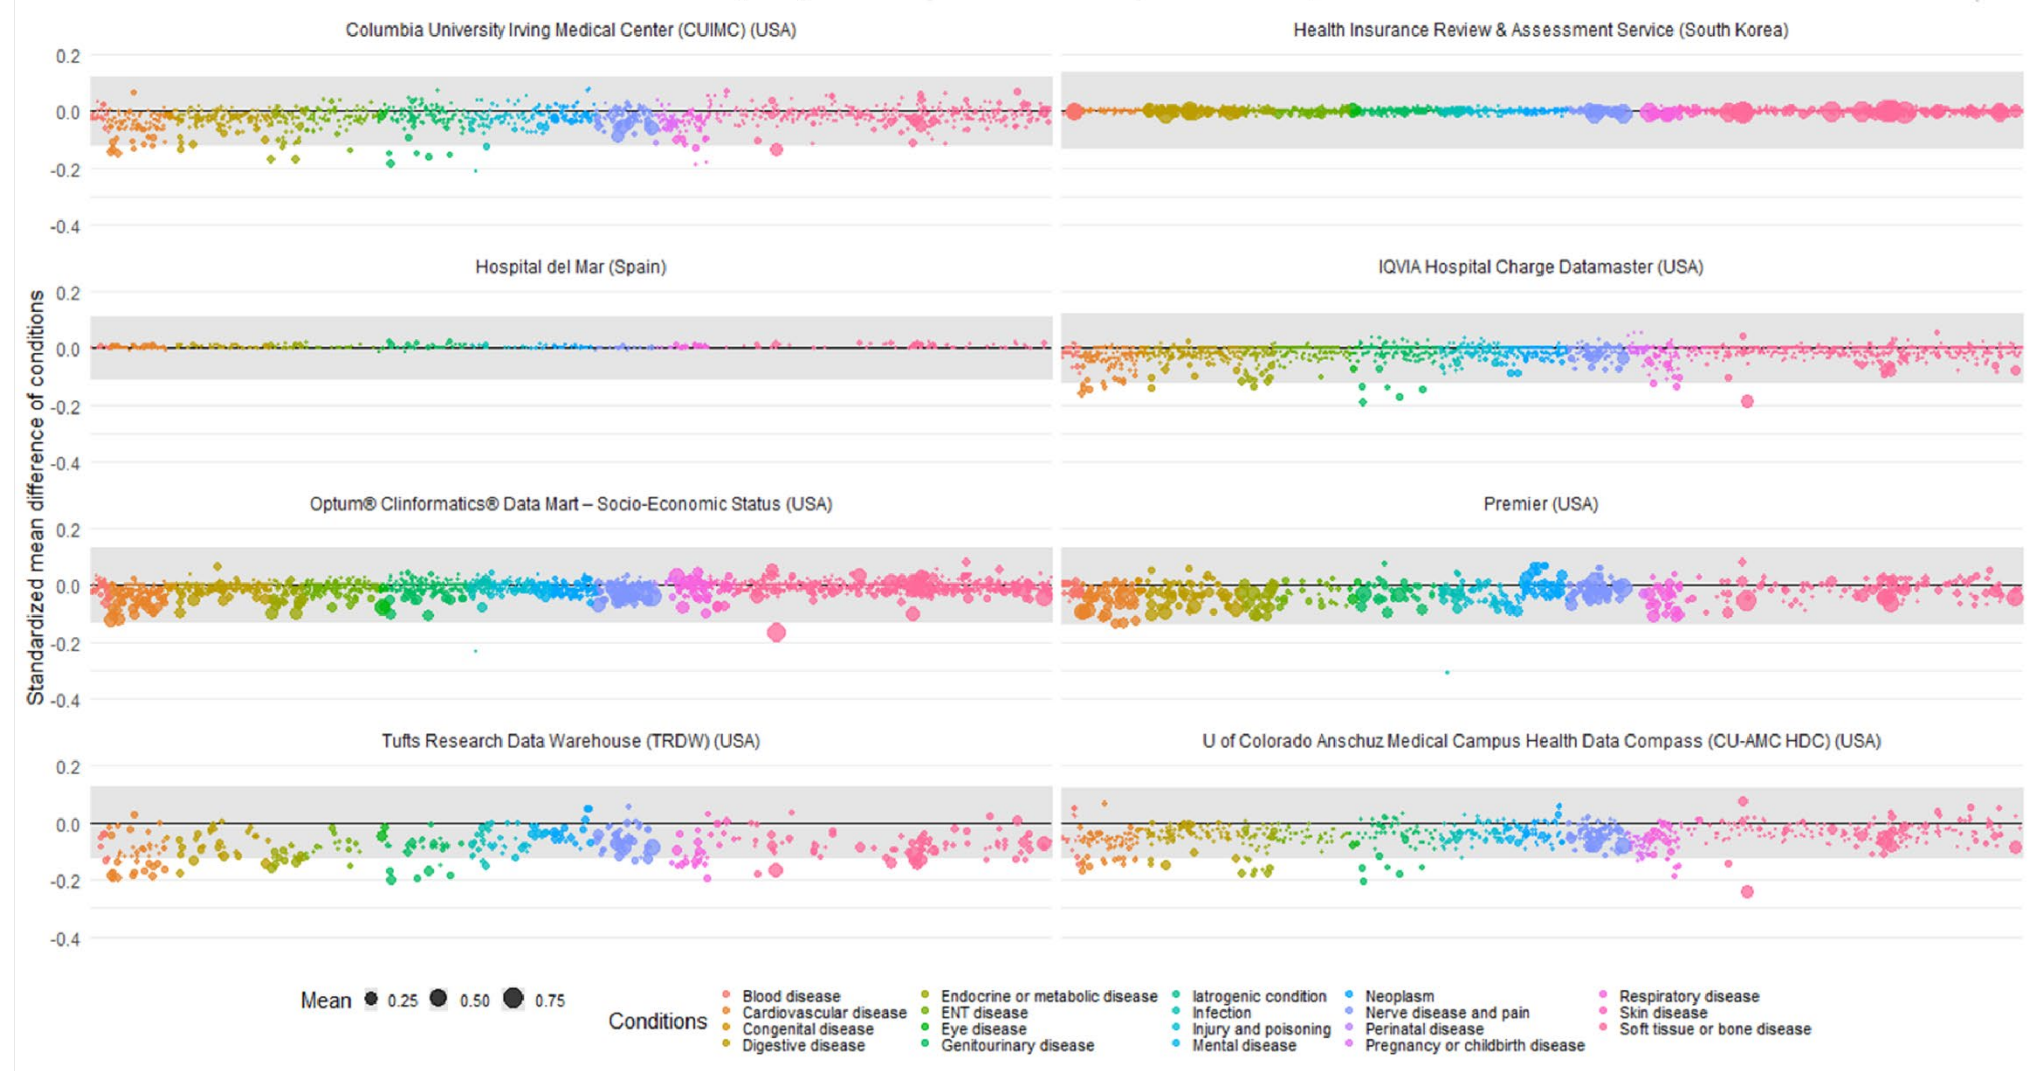 Columbia University Irving Medical Center (CUIMC) (USA)
Health Insurance Review & Assessment Service (South Korea)
0.2
0.0
-0.2
-0.4
Hospital del Mar (Spain)
IQVIA Hospital Charge Datamaster (USA)
0.2
0.0
-0.2
-0.4
Standardized mean difference of conditions
Optum® Clinformatics® Data Mart – Socio-Economic Status (USA)
Premier (USA)
0.2
0.0
-0.2
-0.4
Tufts Research Data Warehouse (TRDW) (USA)
U of Colorado Anschuz Medical Campus Health Data Compass (CU-AMC HDC) (USA)
0.2
0.0
-0.2
-0.4
Mean 0.25 0.50 0.75
Conditions
Blood disease
Cardiovascular disease
Congenital disease
Digestive disease
Endocrine or metabolic disease
ENT disease
Eye disease
Genitourinary disease
Iatrogenic condition
Infection
Injury and poisoning
Mental disease
Neoplasm
Nerve disease and pain
Perinatal disease
Pregnancy or childbirth disease
Respiratory disease
Skin disease
Soft tissue or bone disease